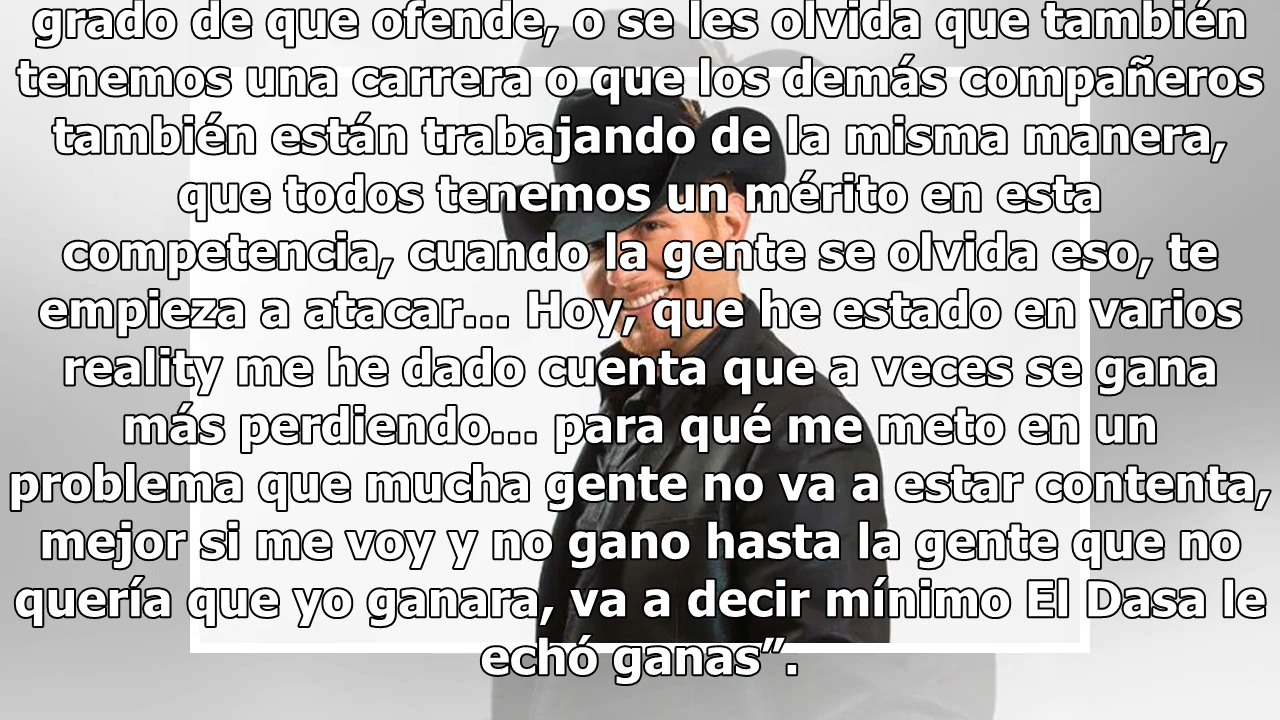 grado de que ofende, o se les olvida que también
tenemos una carrera o que los demás compañeros
también están trabajando de la misma manera,
que todos tenemos un mérito en esta
competencia, cuando la gente se olvida eso, te
empieza a atacar... Hoy, que he estado en varios
reality me he dado cuenta que a veces se gana
más perdiendo... para qué me meto en un
problema que mucha gente no va a estar contenta,
mejor si me voy y no gano hasta la gente que no
quería que yo ganara, va a decir mínimo El Dasa le
echó ganas”.